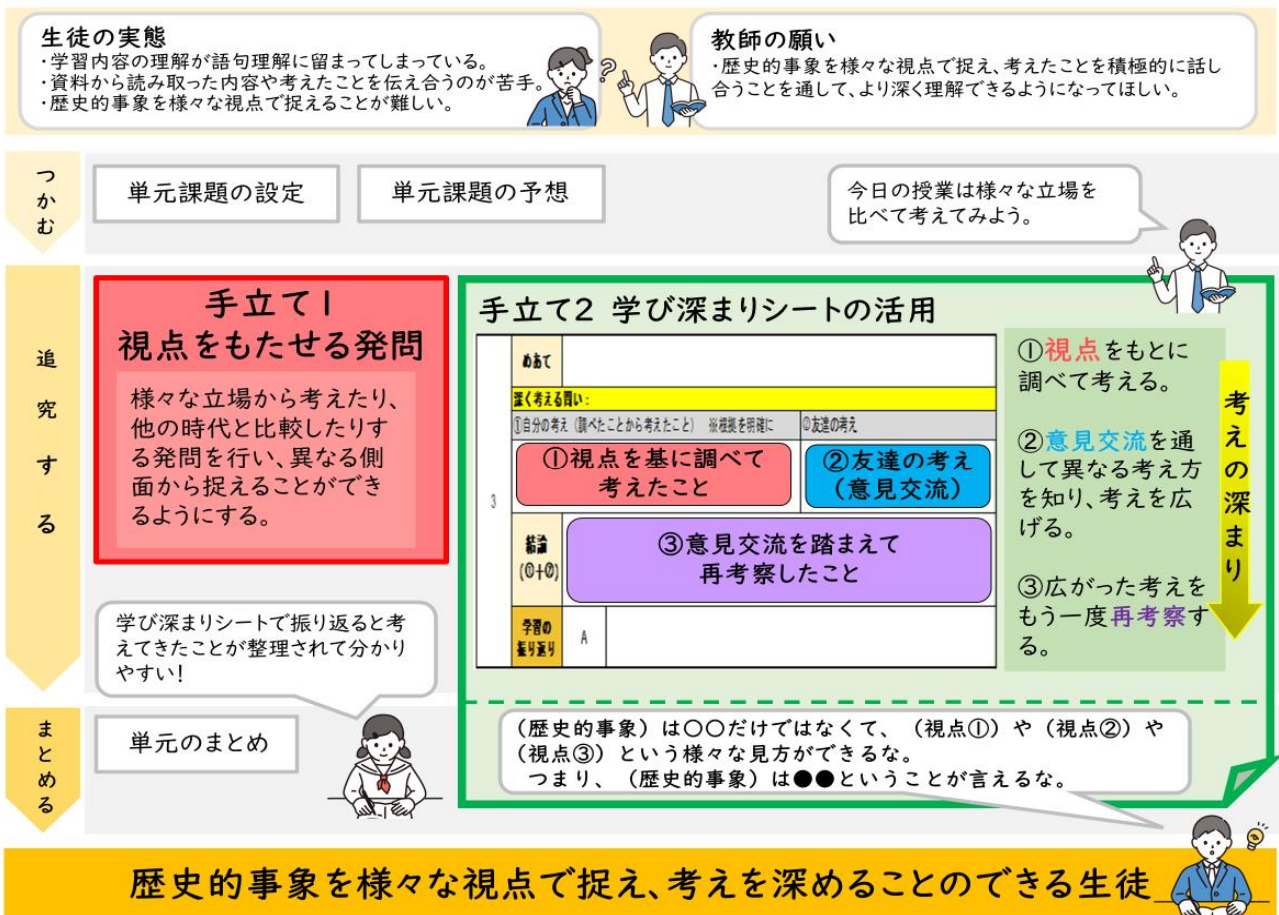 生徒の実態
・学習内容の理解が語句理解に留まってしまっている。
・資料から読み取った内容や考えたことを伝え合うのが苦手。
・歴史的事象を様々な視点で捉えることが難しい。
?
教師の願い
・歴史的事象を様々な視点で捉え、考えたことを積極的に話し
合うことを通して、より深く理解できるようになってほしい。
つかむ
単元課題の設定
単元課題の予想
今日の授業は様々な立場を
比べて考えてみよう。
追究する
手立て1
視点をもたせる発問
様々な立場から考えたり、
他の時代と比較したりす
る発問を行い、異なる側
面から捉えることができ
るようにする。
手立て2 学び深まりシートの活用
めあて
深く考える問い:
①自分の考え(調べたことから考えたこと) ※根拠を明確に
②友達の考え
①視点を基に調べて
考えたこと
②友達の考え
(意見交流)
3
結論
(①+②)
③意見交流を踏まえて
再考察したこと
学習の
振り返り
A
①視点をもとに
調べて考える。
②意見交流を通
して異なる考え方
を知り、考えを広
げる。
③広がった考えを
もう一度再考察す
る。
考えの深まり
学び深まりシートで振り返ると考
えてきたことが整理されて分かり
やすい!
まとめる
単元のまとめ
(歴史的事象)は〇〇だけではなくて、(視点①)や(視点②)や
(視点③)という様々な見方ができるな。
つまり、(歴史的事象)は●●ということが言えるな。
歴史的事象を様々な視点で捉え、考えを深めることのできる生徒